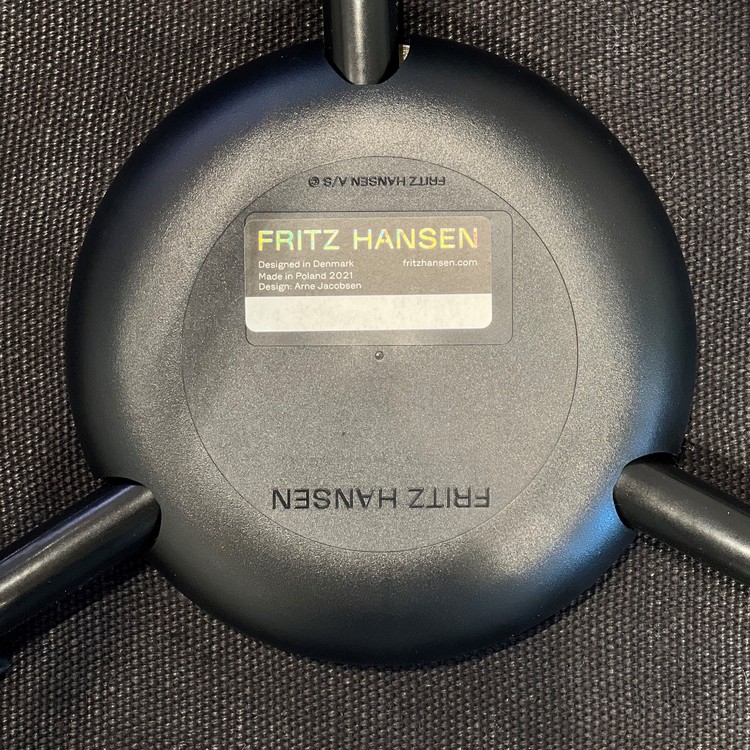 FRITZ HANSEN A/S ©
FRITZ HANSEN
Designed in Denmark
fritzhansen.com
Made in Poland 2021
Design: Arne Jacobsen
FRITZ HANSEN